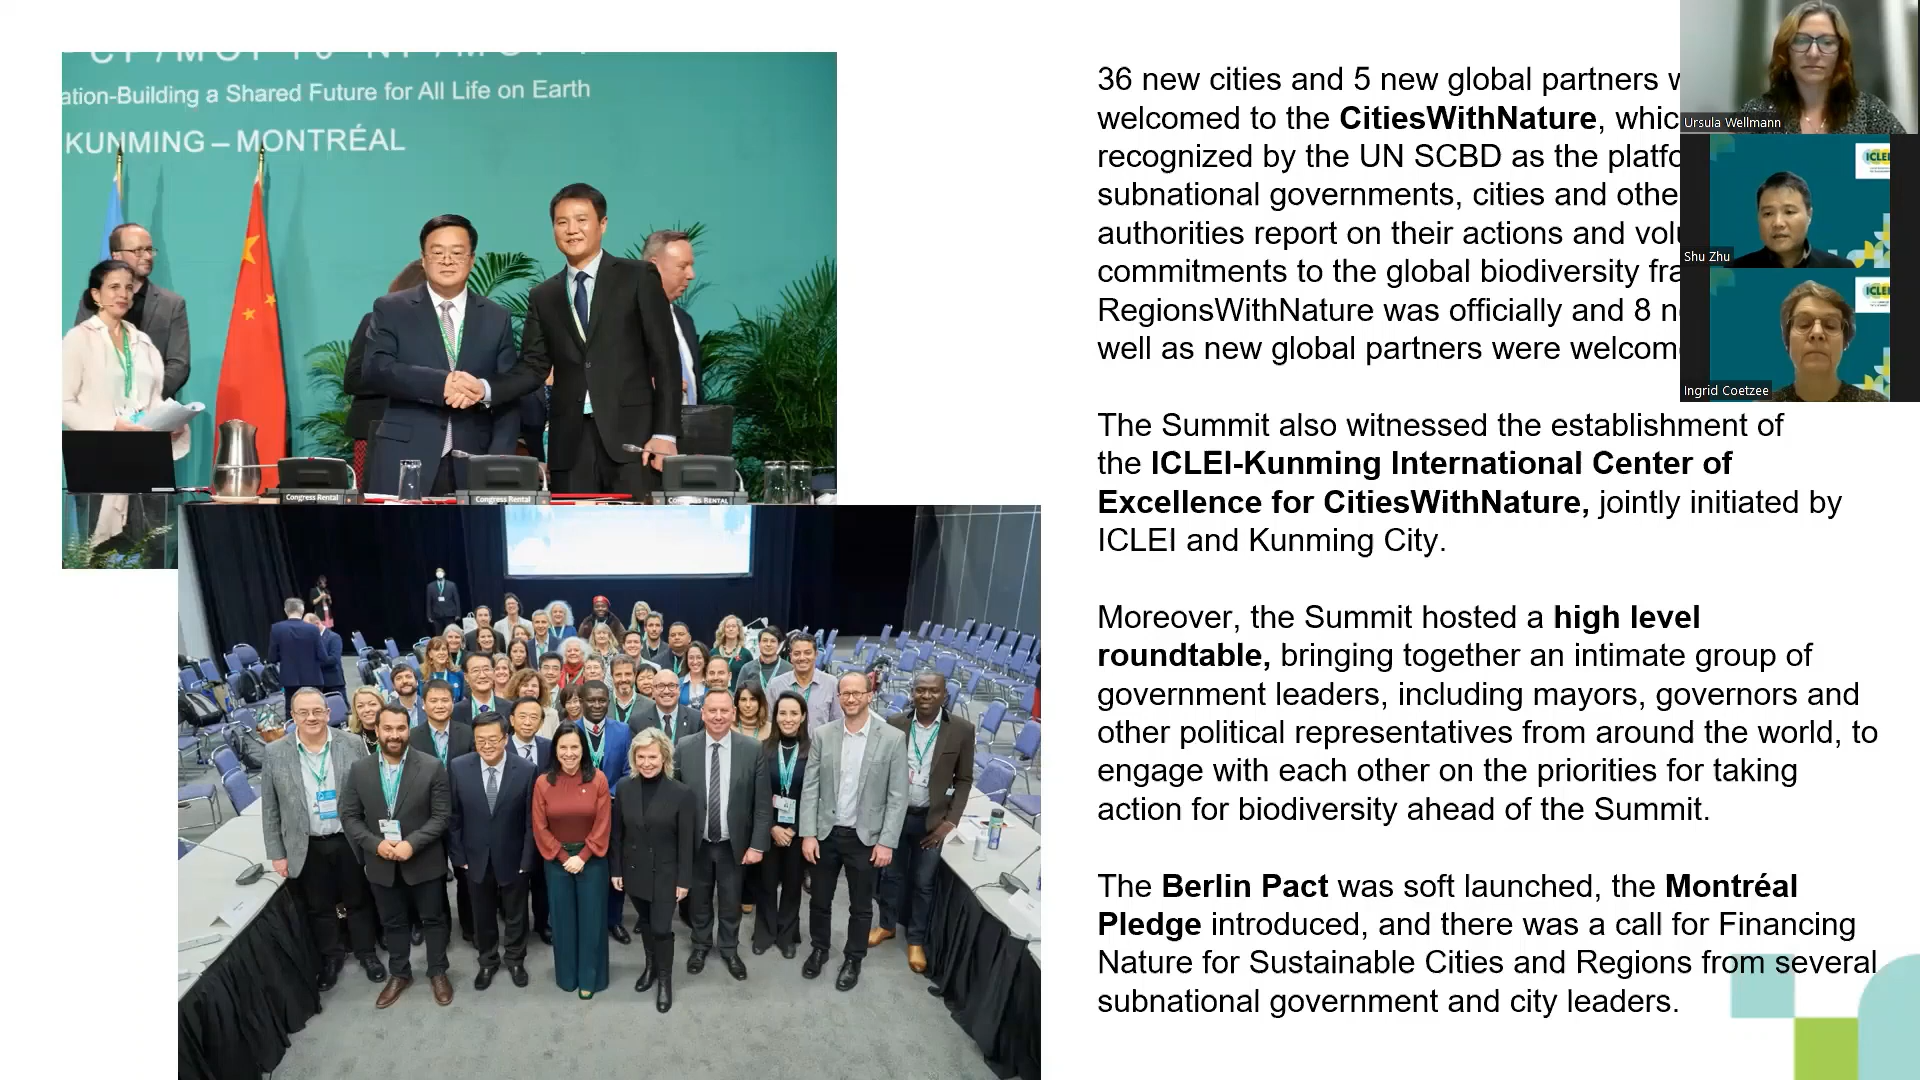 ation-Building a Shared Future for All Life on Earth
KUNMING – MONTRÉAL
Congress Rental
Congress Rental
Congress Rental
36 new cities and 5 new global partners
welcomed to the CitiesWithNature,
recognized by the UN SCBD as the
subnational governments, cities and
authorities report on their actions and
commitments to the global biodiversity
RegionsWithNature was officially and 8
well as new global partners were
The Summit also witnessed the establishment of
the ICLEI-Kunming International Center of
Excellence for CitiesWithNature, jointly initiated by
ICLEI and Kunming City.
Moreover, the Summit hosted a high level
roundtable, bringing together an intimate group of
government leaders, including mayors, governors and
other political representatives from around the world, to
engage with each other on the priorities for taking
action for biodiversity ahead of the Summit.
The Berlin Pact was soft launched, the Montréal
Pledge introduced, and there was a call for Financing
Nature for Sustainable Cities and Regions from several
subnational government and city leaders.
Ursula Wellmann
ICLEI
Shu Zhu
ICLEI
Ingrid Coetzee